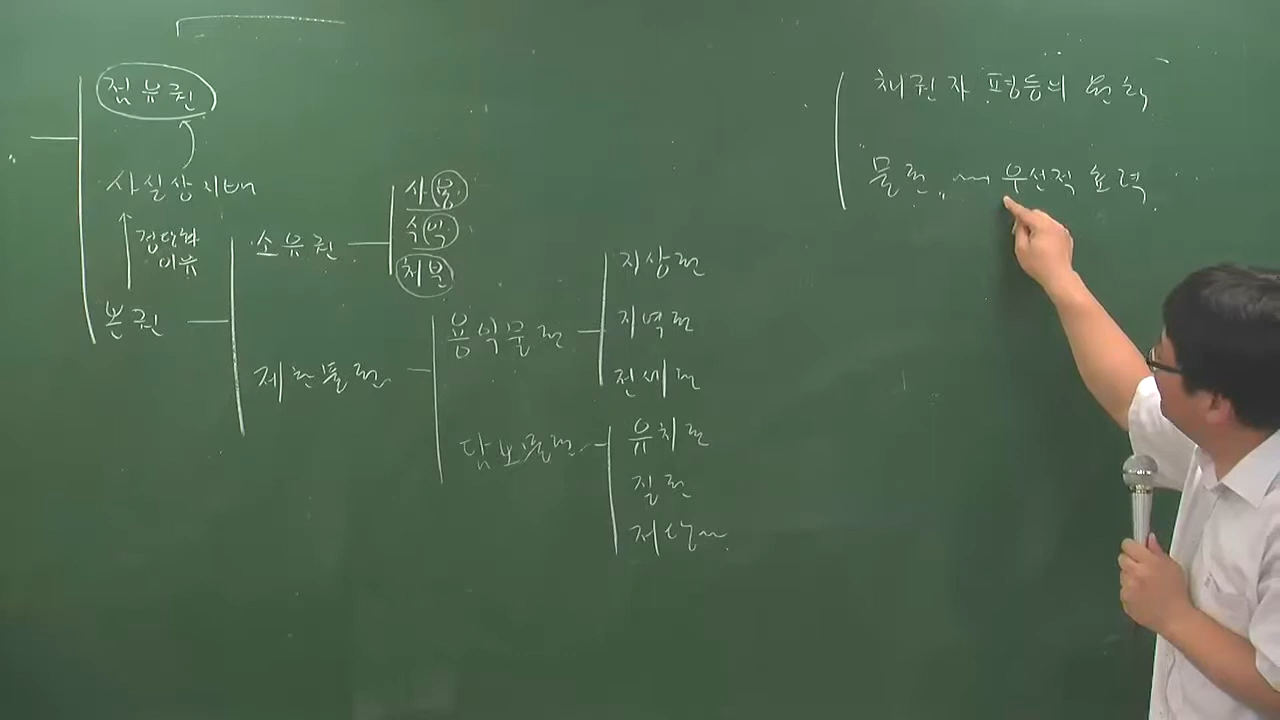 점유권
사실상 지배
정당화
이유
본권
소유권
사용
수익
처분
제한물권
용익물권
지상권
지역권
전세권
담보물권
유치권
질권
저당
채권자 평등의 원칙
물권 우선적 효력